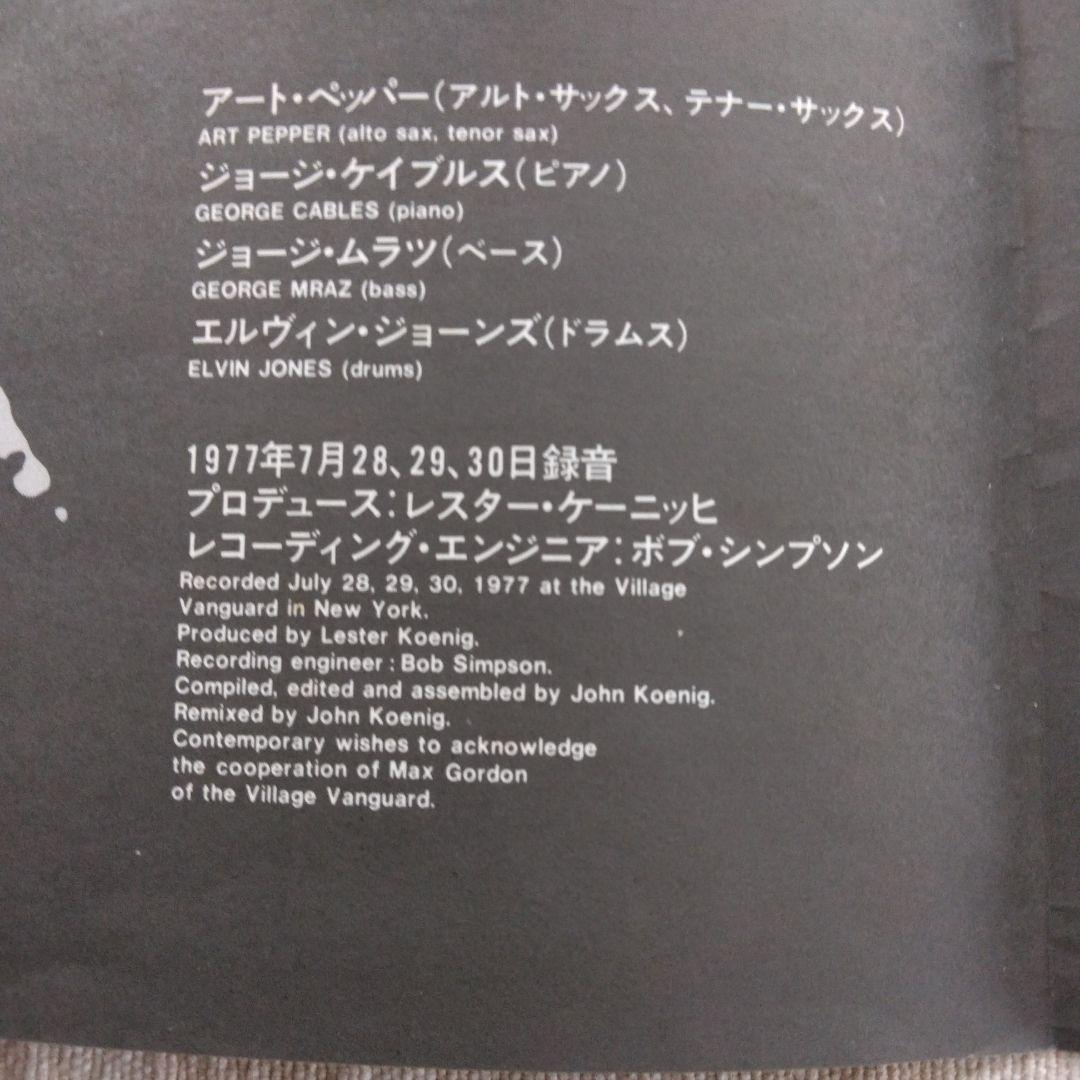 アート・ペッパー(アルト・サックス、テナー・サックス)
ART PEPPER (alto sax, tenor sax)
ジョージ・ケイブルス(ピアノ)
GEORGE CABLES (piano)
ジョージ・ムラツ(ベース)
GEORGE MRAZ (bass)
エルヴィン・ジョーンズ(ドラムス)
ELVIN JONES (drums)
1977年7月28、29、30日録音
プロデュース:レスター・ケーニッヒ
レコーディング・エンジニア:ボブ・シンプソン
Recorded July 28, 29, 30, 1977 at the Village
Vanguard in New York.
Produced by Lester Koenig.
Recording engineer : Bob Simpson.
Compiled, edited and assembled by John Koenig.
Remixed by John Koenig.
Contemporary wishes to acknowledge
the cooperation of Max Gordon
of the Village Vanguard.